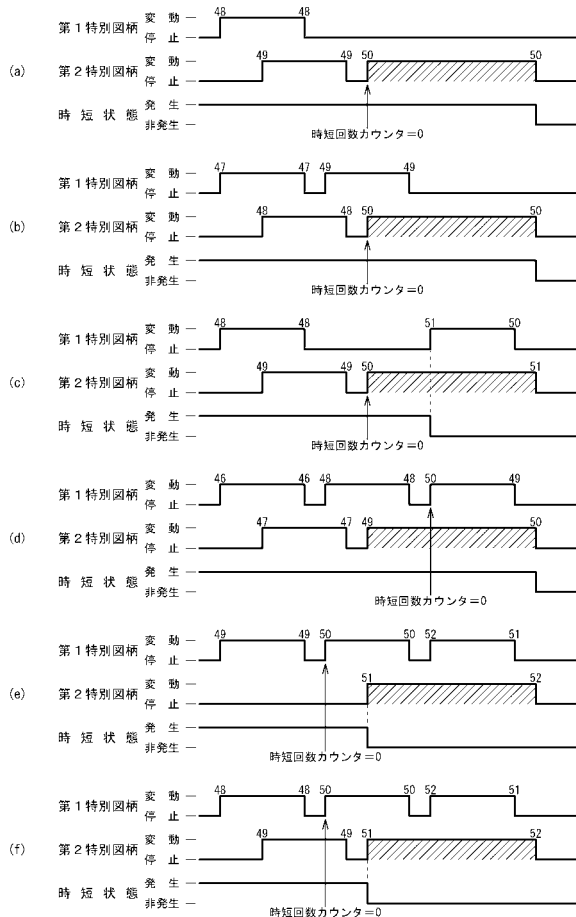 48 48
変 動
第1特別図柄
停 止
49 49 50 50
変 動
(a) 第2特別図柄
停 止
発 生
時 短 状 態
非発生
時短回数カウンタ=0
47 47 49 49
変 動
第1特別図柄
停 止
48 48 50 50
変 動
(b) 第2特別図柄
停 止
発 生
時 短 状 態
非発生
時短回数カウンタ=0
48 48 51 50
変 動
第1特別図柄
停 止
49 49 50 51
変 動
(c) 第2特別図柄
停 止
発 生
時 短 状 態
非発生
時短回数カウンタ=0
46 46 48 48 50 49
変 動
第1特別図柄
停 止
47 47 49 50
変 動
(d) 第2特別図柄
停 止
発 生
時 短 状 態
非発生
時短回数カウンタ=0
49 49 50 50 52 51
変 動
第1特別図柄
停 止
51 52
変 動
(e) 第2特別図柄
停 止
発 生
時 短 状 態
非発生
時短回数カウンタ=0
48 48 50 50 52 51
変 動
第1特別図柄
停 止
49 49 51 52
変 動
(f) 第2特別図柄
停 止
発 生
時 短 状 態
非発生
時短回数カウンタ=0